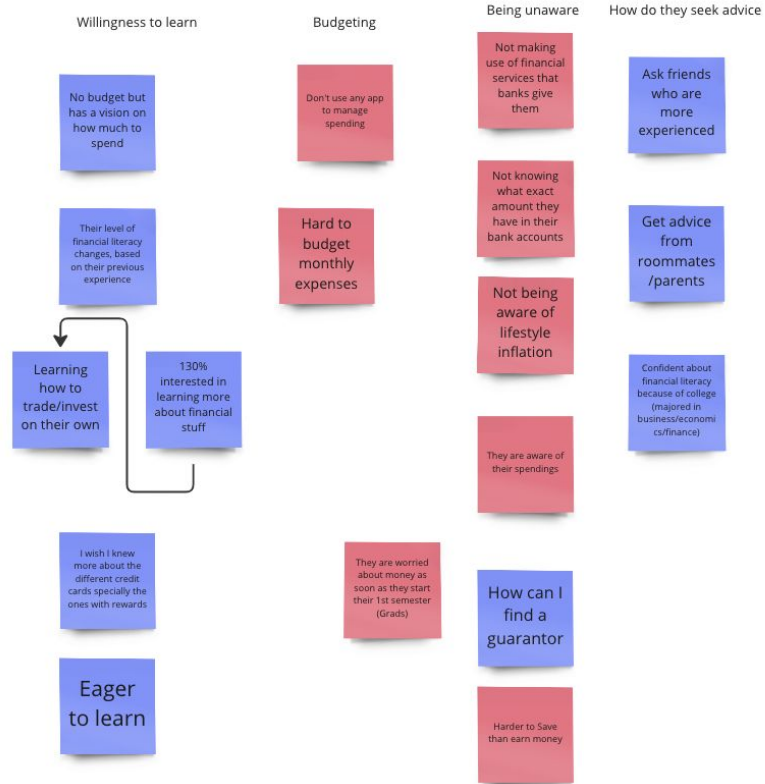 Willingness to learn
Budgeting
Being unaware
How do they seek advice
No budget but
has a vision on
how much to
spend
Their level of
financial literacy
changes, based
on their previous
experience
Learning
how to
trade/invest
on their own
130%
interested in
learning more
about financial
stuff
I wish I knew
more about the
different credit
cards specially the
ones with rewards
Eager
to learn
Don't use any app
to manage
spending
Hard to
budget
monthly
expenses
They are worried
about money as
soon as they start
their 1st semester
(Grads)
Not making
use of financial
services that
banks give
them
Not knowing
what exact
amount they
have in their
bank accounts
Not being
aware of
lifestyle
inflation
They are aware of
their spendings
How can I
find a
guarantor
Harder to Save
than earn money
Ask friends
who are
more
experienced
Get advice
from
roommates
/parents
Confident about
financial literacy
because of college
(majored in
business/economi
cs/finance)